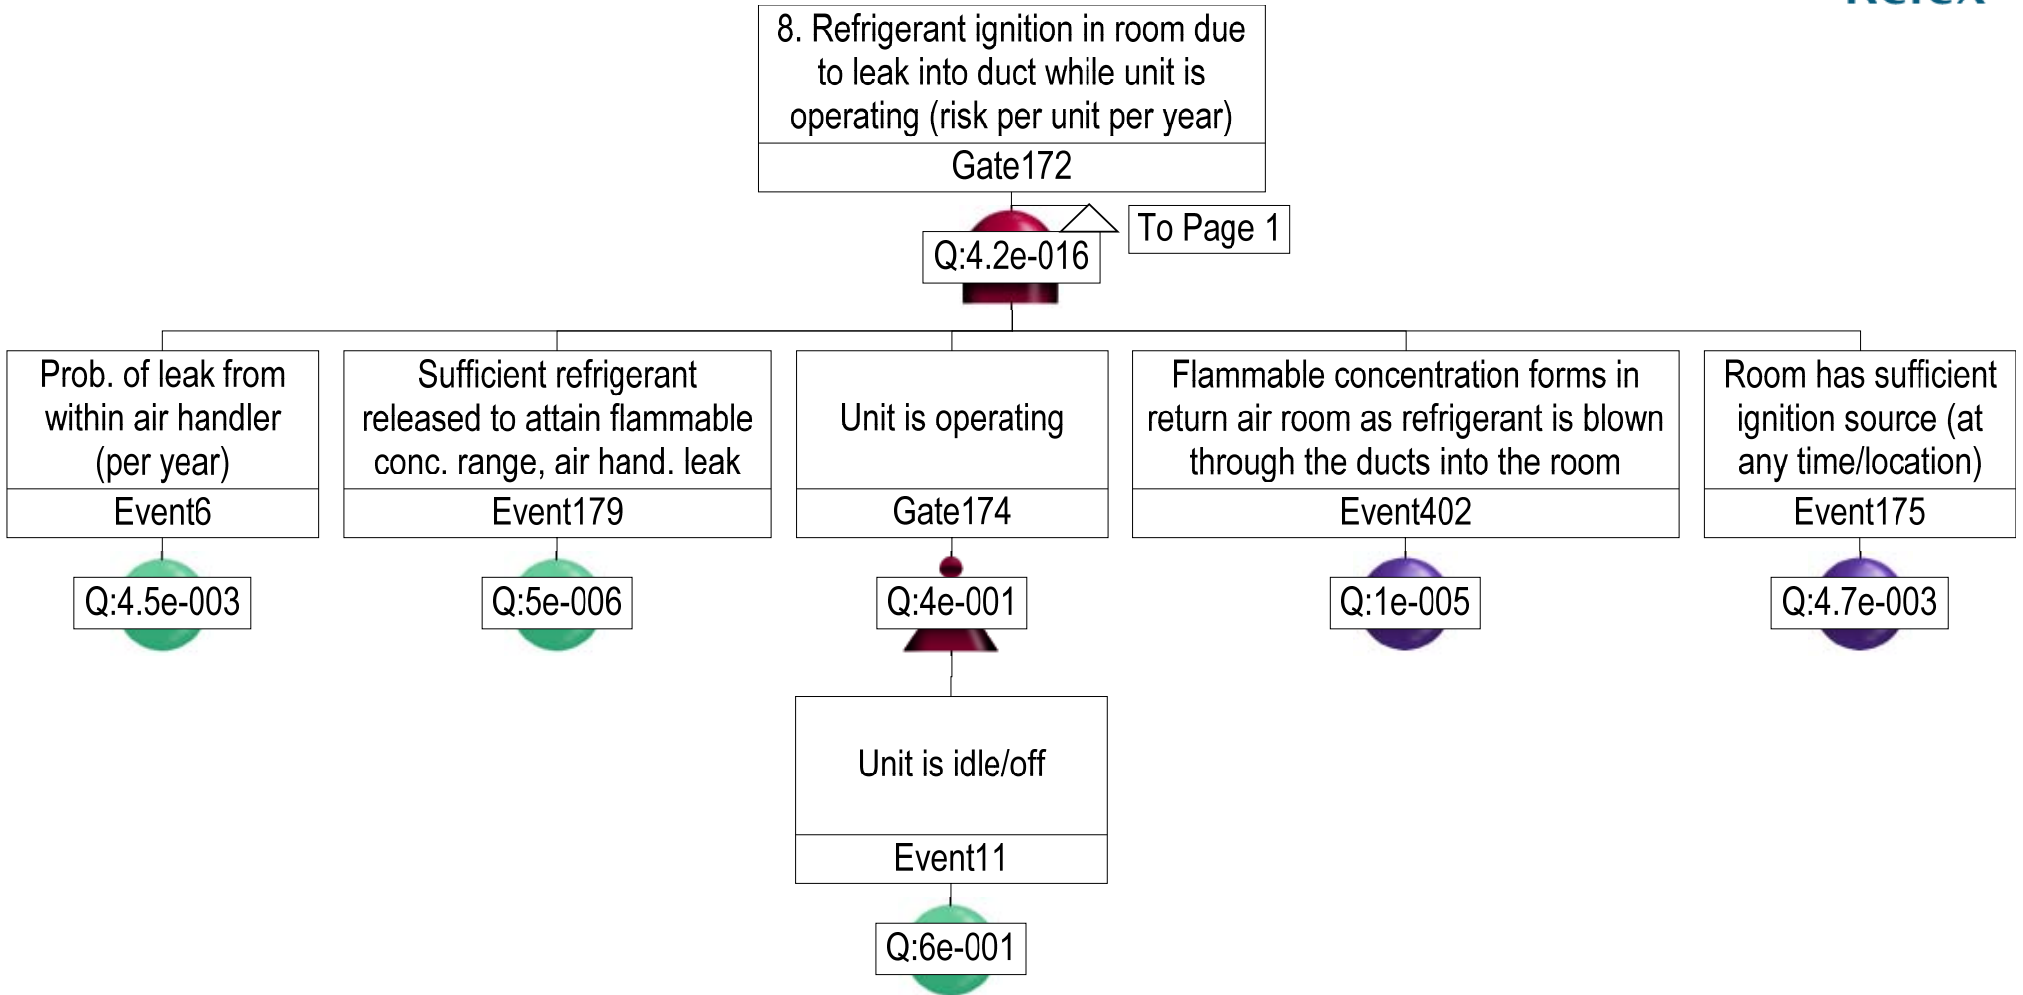 8. Refrigerant ignition in room due
to leak into duct while unit is
operating (risk per unit per year)
Gate172
To Page 1
Q:4.2e-016
Prob. of leak from
within air handler
(per year)
Event6
Q:4.5e-003
Sufficient refrigerant
released to attain flammable
conc. range, air hand. leak
Event179
Q:5e-006
Unit is operating
Gate174
Q:4e-001
Flammable concentration forms in
return air room as refrigerant is blown
through the ducts into the room
Event402
Q:1e-005
Room has sufficient
ignition source (at
any time/location)
Event175
Q:4.7e-003
Unit is idle/off
Event11
Q:6e-001